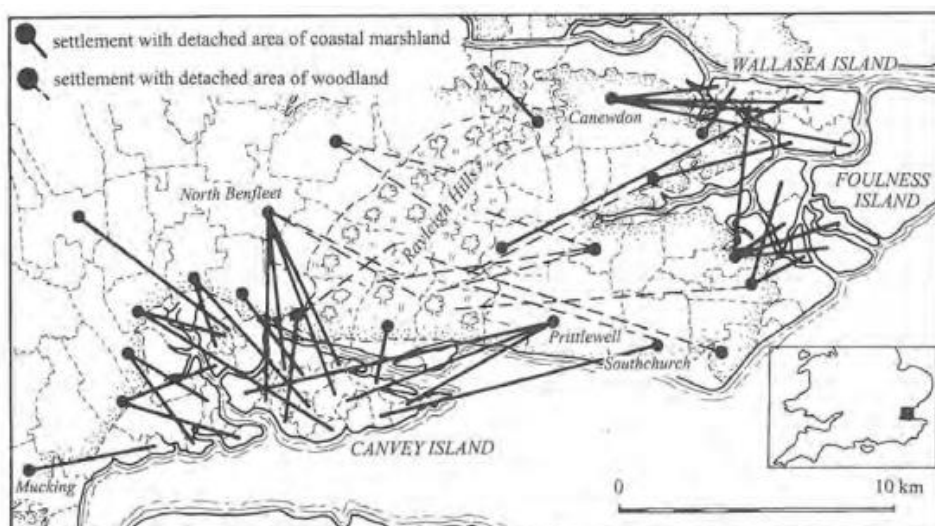 settlement with detached area of coastal marshland
settlement with detached area of woodland
WALLASEA ISLAND
Canewdon
FOULNESS
ISLAND
Rayleigh Hills
North Benfleet
Prittlewell
Southchurch
CANVEY ISLAND
Mucking
0
10 km